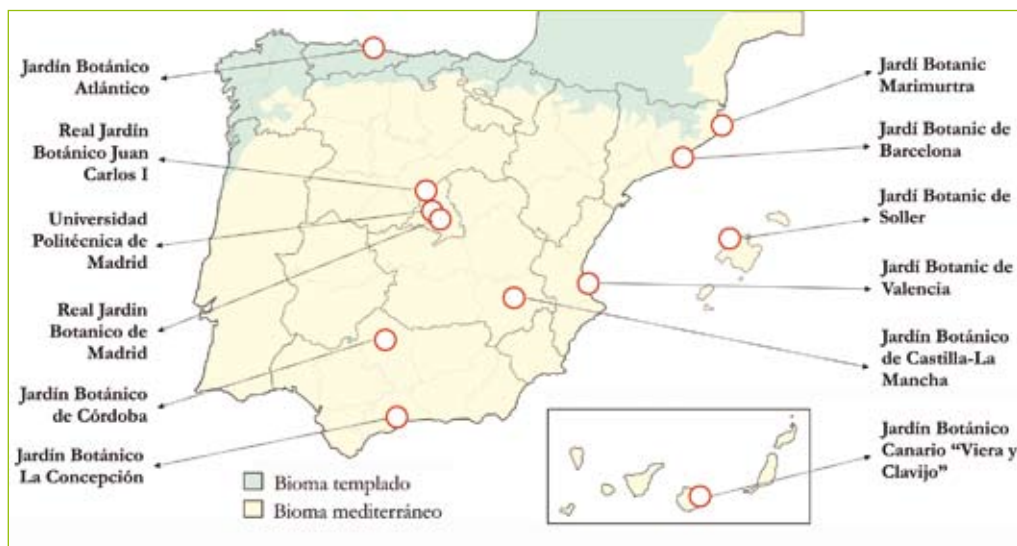 Jardín Botánico
Atlántico
Real Jardín
Botánico Juan
Carlos I
Universidad
Politécnica de
Madrid
Real Jardin
Botanico de
Madrid
Jardín Botánico
de Córdoba
Jardín Botánico
La Concepción
Bioma templado
Bioma mediterráneo
Jardí Botanic
Marimurtra
Jardí Botanic de
Barcelona
Jardí Botanic de
Soller
Jardí Botanic de
Valencia
Jardín Botánico
de Castilla-La
Mancha
Jardín Botánico
Canario “Viera y
Clavijo”